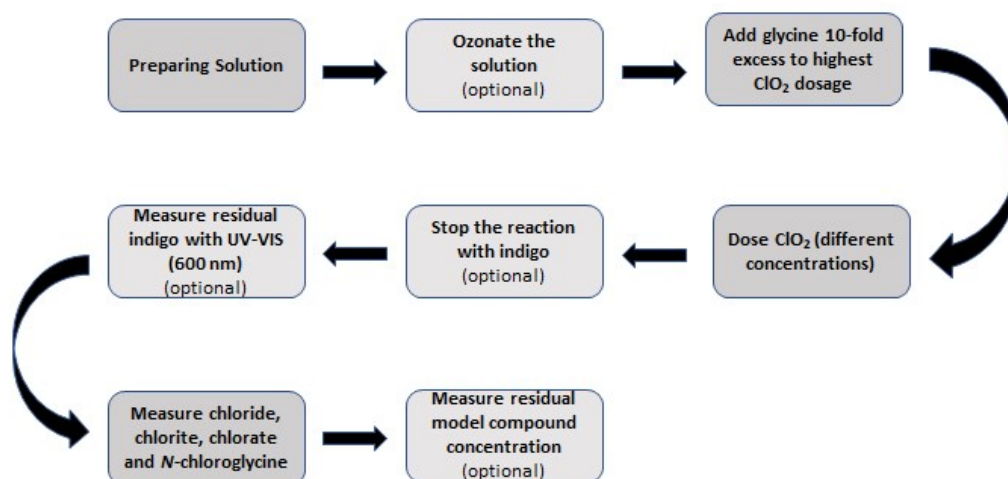 Preparing Solution
Ozonate the
solution
(optional)
Add glycine 10-fold
excess to highest
ClO₂ dosage
Dose ClO₂ (different
concentrations)
Stop the reaction
with indigo
(optional)
Measure residual
indigo with UV-VIS
(600 nm)
(optional)
Measure chloride,
chlorite, chlorate
and N-chloroglycine
Measure residual
model compound
concentration
(optional)